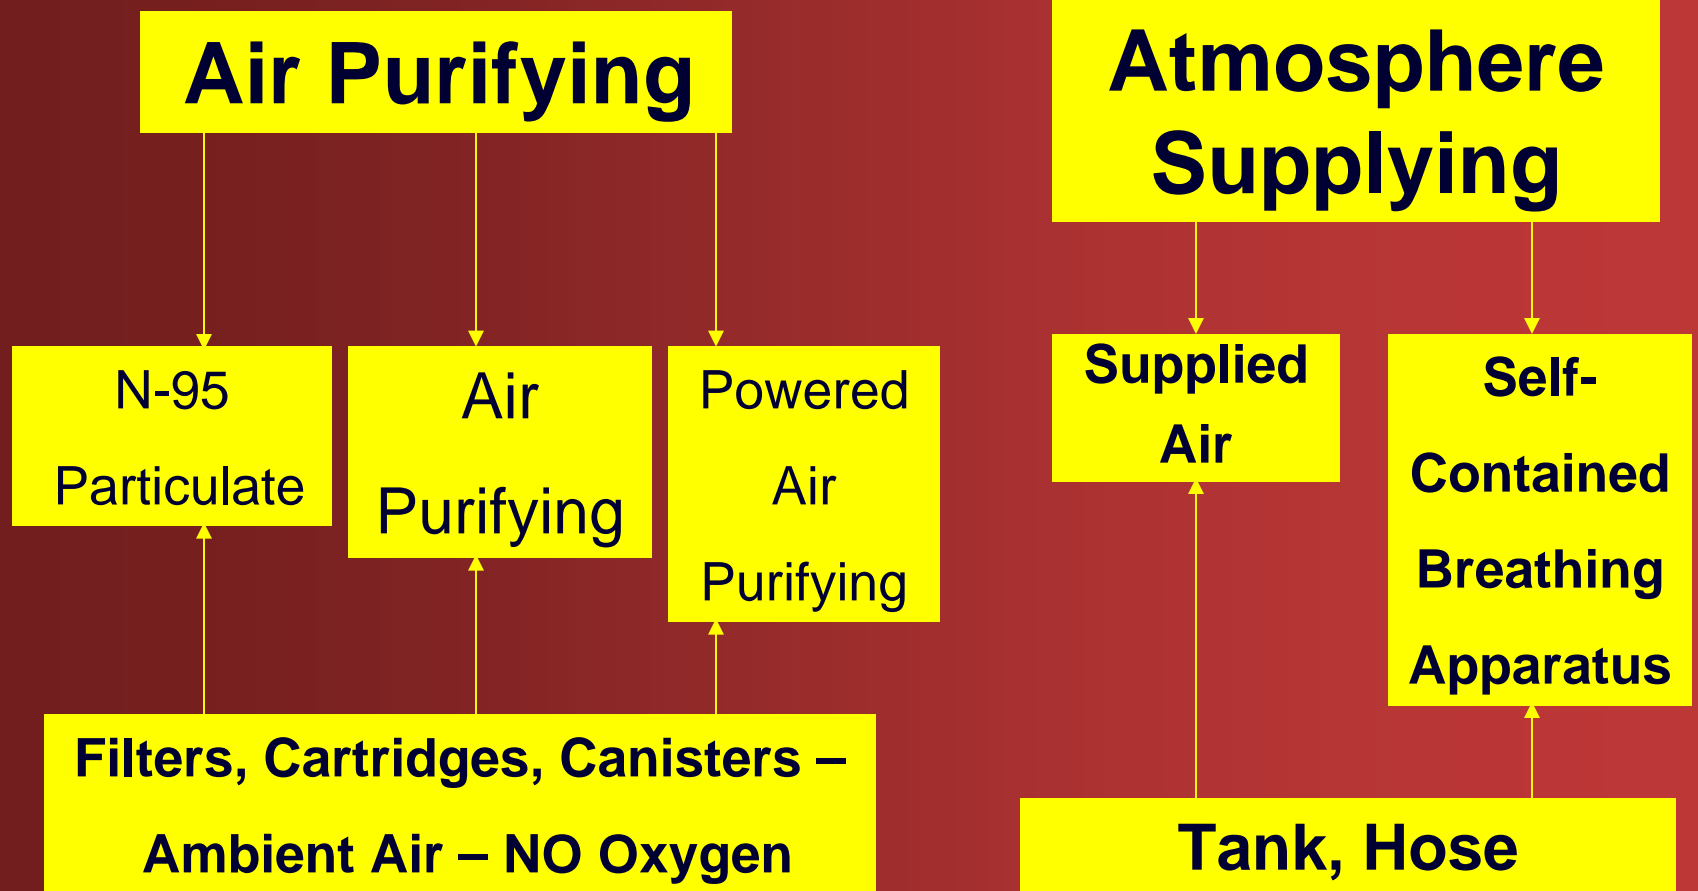 Air Purifying
Atmosphere
Supplying
N-95
Particulate
Air
Purifying
Powered
Air
Purifying
Supplied
Air
Self-
Contained
Breathing
Apparatus
Filters, Cartridges, Canisters –
Ambient Air – NO Oxygen
Tank, Hose